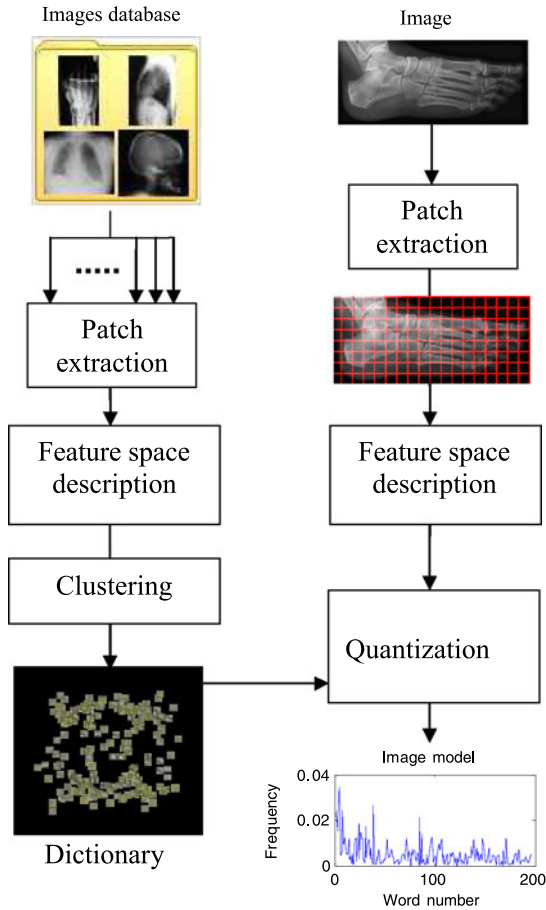 Images database
Patch
extraction
Feature space
description
Clustering
Dictionary
Image
Patch
extraction
Feature space
description
Quantization
Image model
Frequency
0.04
0.02
0
0
100
200
Word number